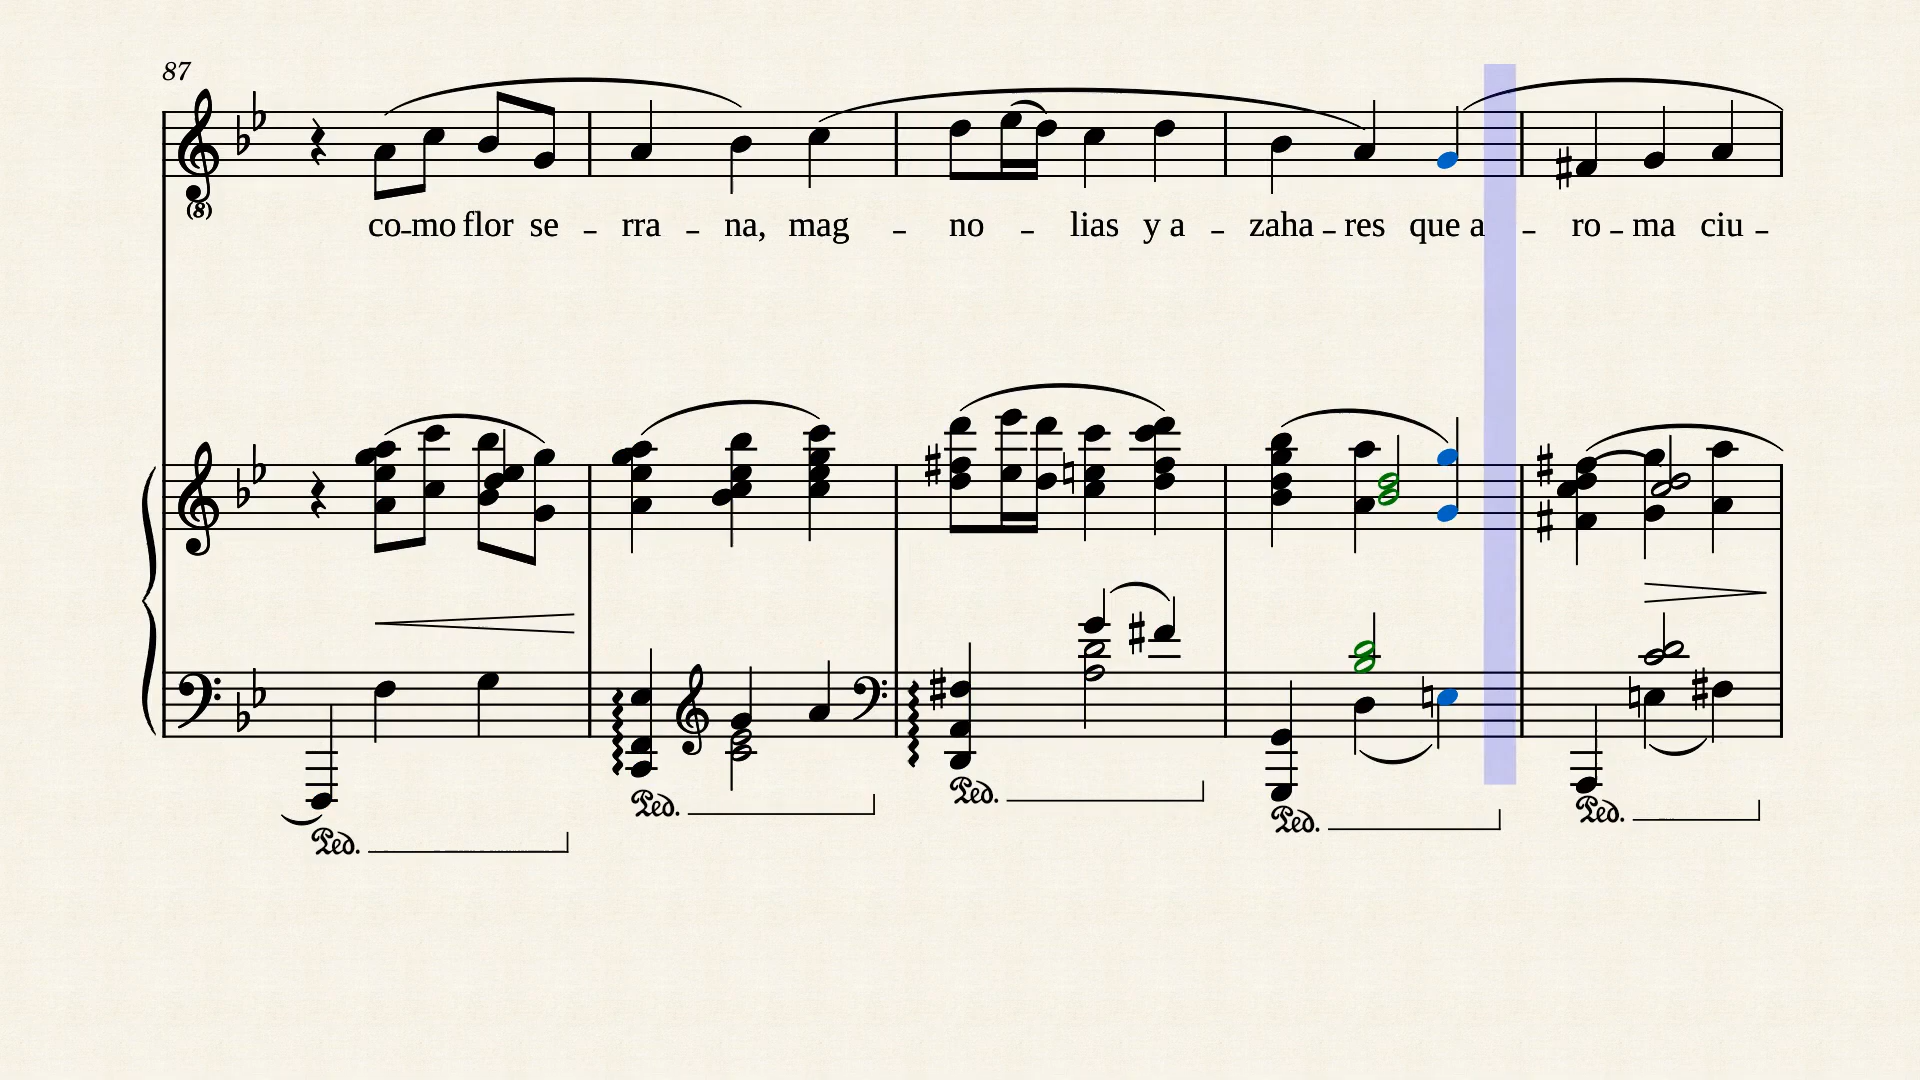 87
(8)
co-mo flor se - rra - na, mag - no - lias y a - zaha - res que a - ro - ma ciu -
Ped. Ped. Ped. Ped. Ped.